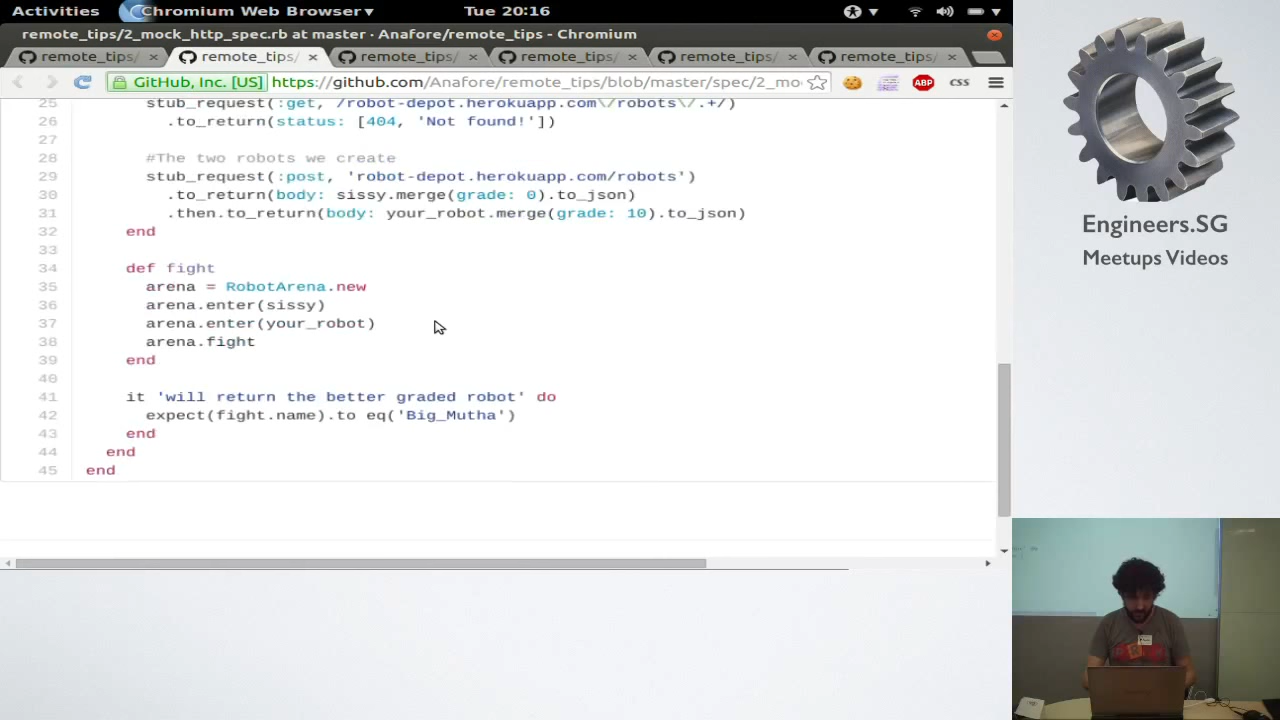 Activities
Chromium Web Browser
Tue 20:16
remote_tips/2_mock_http_spec.rb at master · Anafore/remote_tips - Chromium
remote_tips/ ×
remote_tips/ ×
remote_tips/ ×
remote_tips/ ×
remote_tips/ ×
remote_tips/ ×
GitHub, Inc. [US]
https://github.com/Anafore/remote_tips/blob/master/spec/2_mo
ABP
CSS
25 stub_request(:get, /robot-depot.herokuapp.com\/robots\/.+/)
26 .to_return(status: [404, 'Not found!'])
27
28 #The two robots we create
29 stub_request(:post, 'robot-depot.herokuapp.com/robots')
30 .to_return(body: sissy.merge(grade: 0).to_json)
31 .then.to_return(body: your_robot.merge(grade: 10).to_json)
32 end
33
34 def fight
35 arena = RobotArena.new
36 arena.enter(sissy)
37 arena.enter(your_robot)
38 arena.fight
39 end
40
41 it 'will return the better graded robot' do
42 expect(fight.name).to eq('Big_Mutha')
43 end
44 end
45 end
Engineers.SG
Meetups Videos